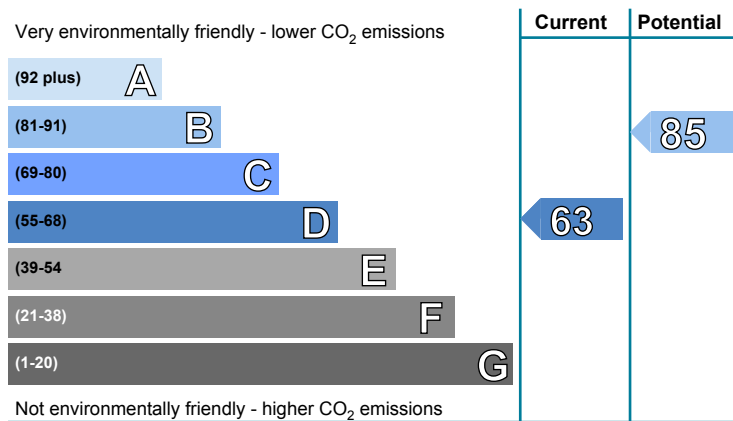 Very environmentally friendly - lower CO2 emissions
Current
Potential
(92 plus) A
(81-91) B
85
(69-80) C
(55-68) D
63
(39-54 E
(21-38) F
(1-20) G
Not environmentally friendly - higher CO2 emissions